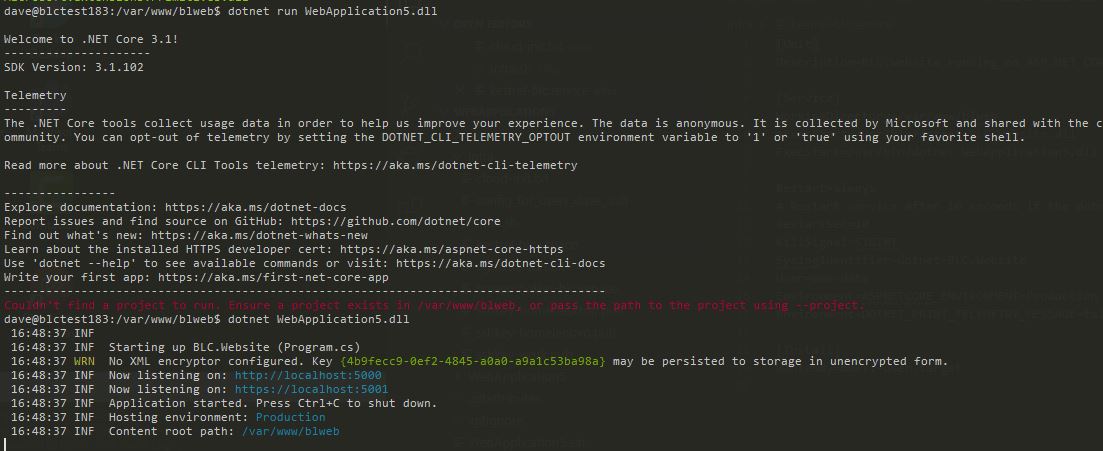 dave@blctest183:/var/www/blweb$ dotnet run WebApplication5.dll
Welcome to .NET Core 3.1!
---------------------
SDK Version: 3.1.102
Telemetry
---------
The .NET Core tools collect usage data in order to help us improve your experience. The data is anonymous. It is collected by Microsoft and shared with the c
ommunity. You can opt-out of telemetry by setting the DOTNET_CLI_TELEMETRY_OPTOUT environment variable to '1' or 'true' using your favorite shell.
Read more about .NET Core CLI Tools telemetry: https://aka.ms/dotnet-cli-telemetry
----------------
Explore documentation: https://aka.ms/dotnet-docs
Report issues and find source on GitHub: https://github.com/dotnet/core
Find out what's new: https://aka.ms/dotnet-whats-new
Learn about the installed HTTPS developer cert: https://aka.ms/aspnet-core-https
Use 'dotnet --help' to see available commands or visit: https://aka.ms/dotnet-cli-docs
Write your first app: https://aka.ms/first-net-core-app
--------------------------------------------------------------------------------------
Couldn't find a project to run. Ensure a project exists in /var/www/blweb, or pass the path to the project using --project.
dave@blctest183:/var/www/blweb$ dotnet WebApplication5.dll
16:48:37 INF
16:48:37 INF  Starting up BLC.Website (Program.cs)
16:48:37 WRN  No XML encryptor configured. Key {4b9fecc9-0ef2-4845-a0a0-a9a1c53ba98a} may be persisted to storage in unencrypted form.
16:48:37 INF  Now listening on: http://localhost:5000
16:48:37 INF  Now listening on: https://localhost:5001
16:48:37 INF  Application started. Press Ctrl+C to shut down.
16:48:37 INF  Hosting environment: Production
16:48:37 INF  Content root path: /var/www/blweb